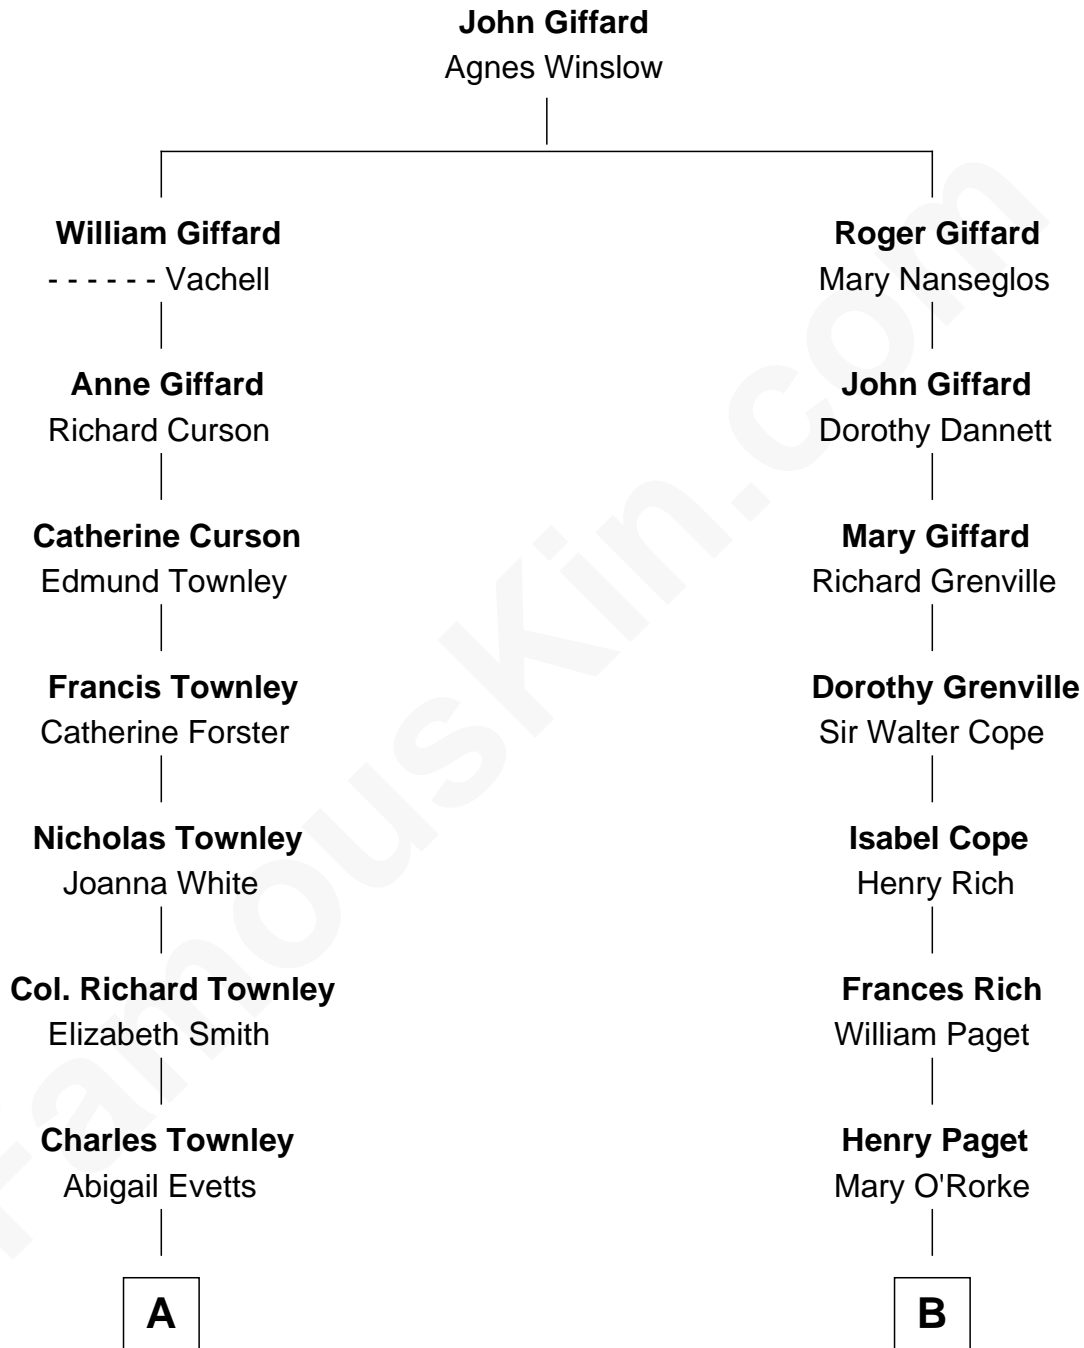 John Giffard
Agnes Winslow
William Giffard
- - - - - - Vachell
Roger Giffard
Mary Nanseglos
Anne Giffard
Richard Curson
John Giffard
Dorothy Dannett
Catherine Curson
Edmund Townley
Mary Giffard
Richard Grenville
Francis Townley
Catherine Forster
Dorothy Grenville
Sir Walter Cope
Nicholas Townley
Joanna White
Isabel Cope
Henry Rich
Col. Richard Townley
Elizabeth Smith
Frances Rich
William Paget
Charles Townley
Abigail Evetts
Henry Paget
Mary O'Rorke
A
B
FamousKin.com